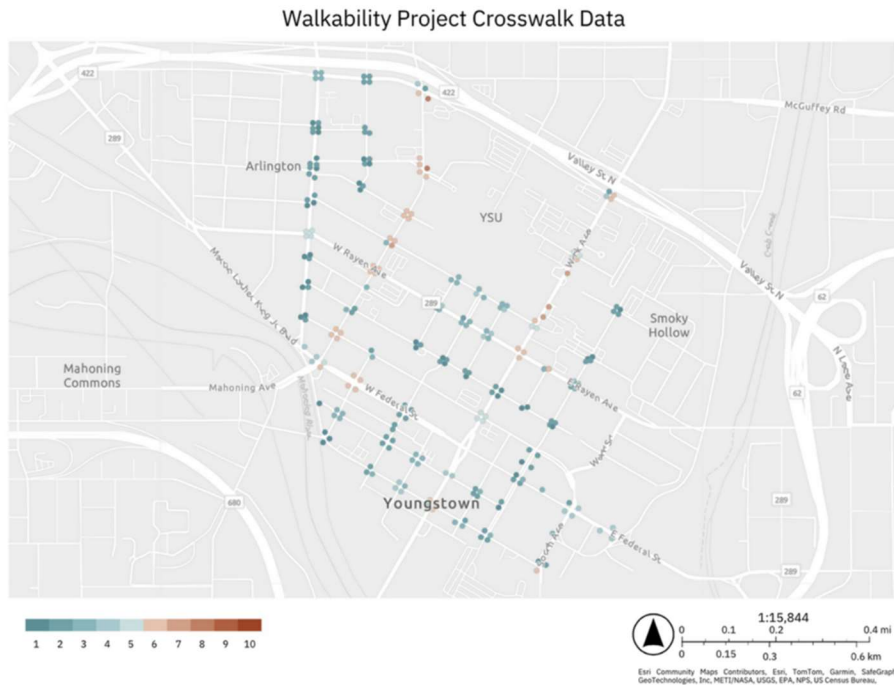 Walkability Project Crosswalk Data
422
422
McGuffey Rd
289
Arlington
Valley St N
YSU
Wick Ave
W Rayen Ave
289
Valley St N
62
Smoky
Hollow
Mahoning
Commons
Mahoning Ave
W Federal St
Rayen Ave
62
680
Youngstown
289
E Federal St
289
1 2 3 4 5 6 7 8 9 10
1:15,844
0 0.1 0.2 0.4 mi
0 0.15 0.3 0.6 km
Esri Community Maps Contributors, Esri, TomTom, Garmin, SafeGraph
GeoTechnologies, Inc, METI/NASA, USGS, EPA, NPS, US Census Bureau,